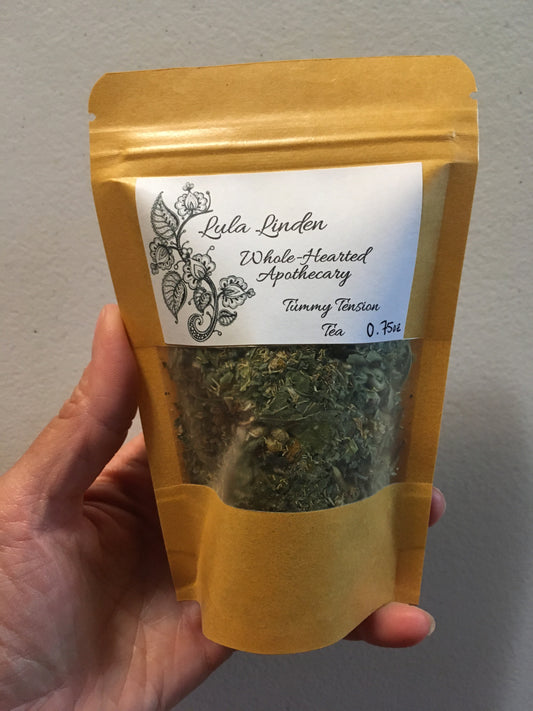 Lula Linden
Whole-Hearted
Apothecary
Tummy Tension
Tea 0.75oz